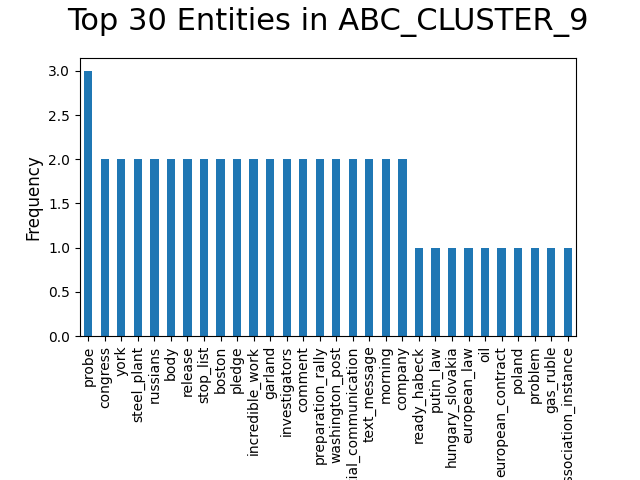 Top 30 Entities in ABC_CLUSTER_9
Frequency
3.0
2.5
2.0
1.5
1.0
0.5
0.0
probe
congress
york
steel_plant
russians
body
release
stop_list
boston
pledge
incredible_work
garland
investigators
comment
preparation_rally
washington_post
ial_communication
text_message
morning
company
ready_habeck
putin_law
hungary_slovakia
european_law
oil
european_contract
poland
problem
gas_ruble
ssociation_instance